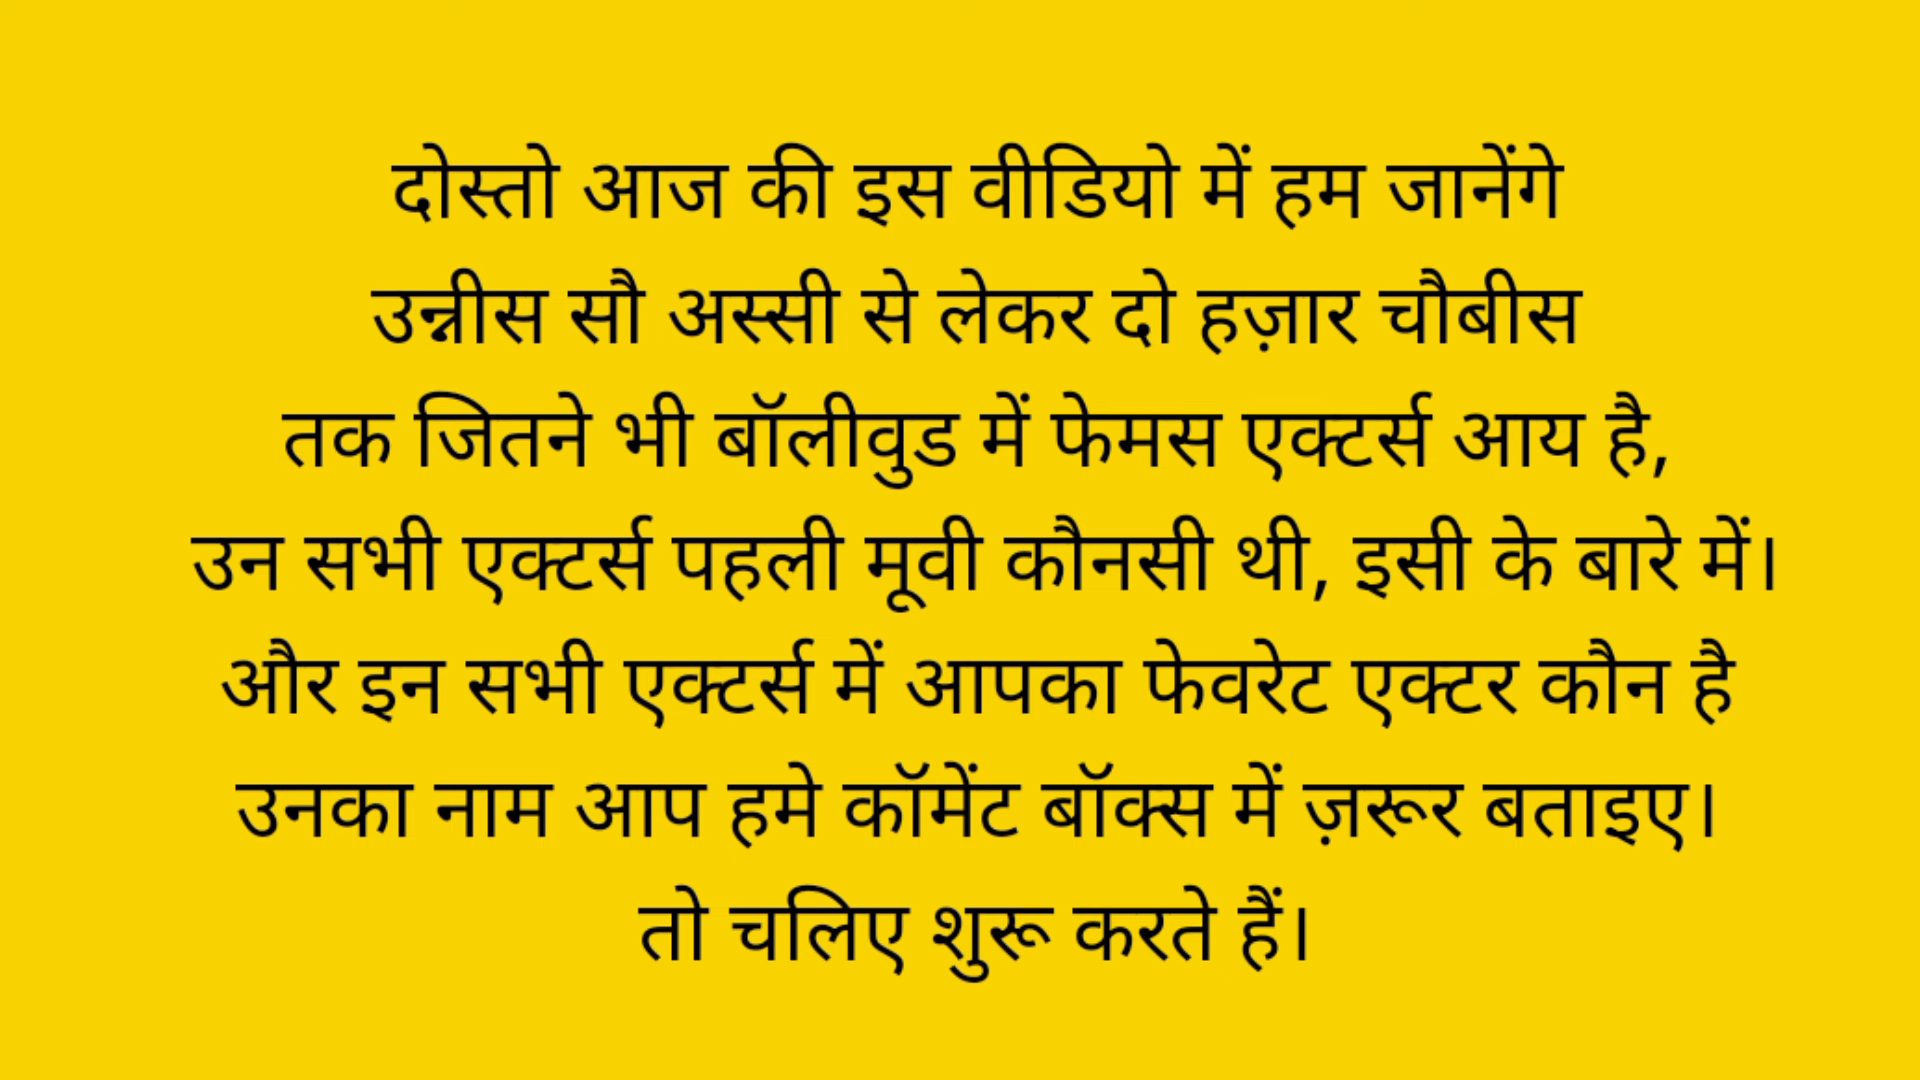 दोस्तो आज की इस वीडियो में हम जानेंगे
उन्नीस सौ अस्सी से लेकर दो हज़ार चौबीस
तक जितने भी बॉलीवुड में फेमस एक्टर्स आय है,
उन सभी एक्टर्स पहली मूवी कौनसी थी, इसी के बारे में।
और इन सभी एक्टर्स में आपका फेवरेट एक्टर कौन है
उनका नाम आप हमे कॉमेंट बॉक्स में ज़रूर बताइए।
तो चलिए शुरू करते हैं।